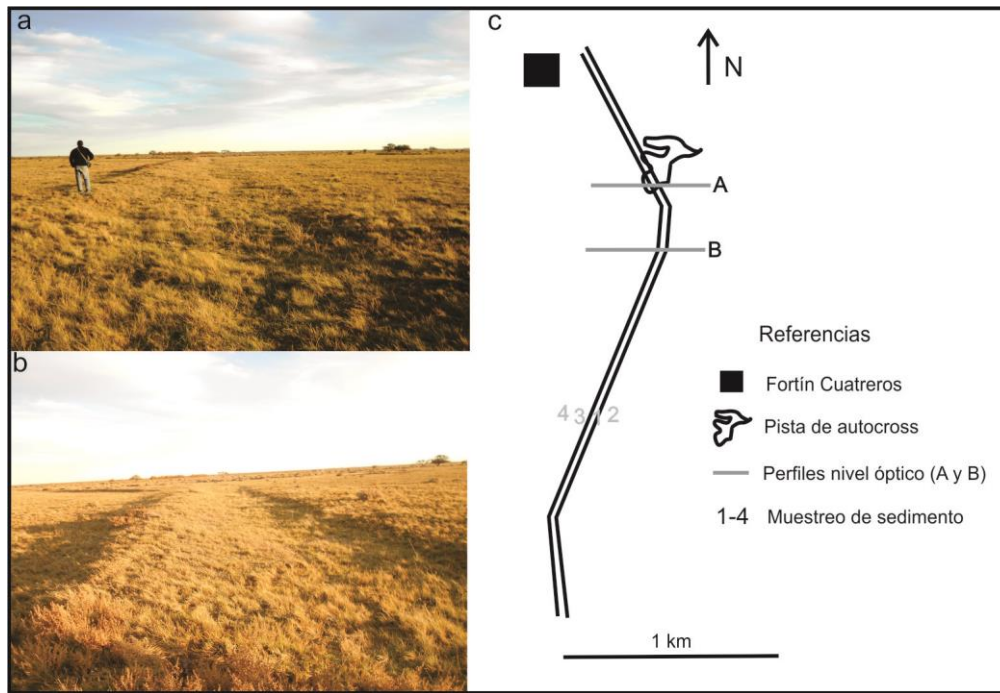 a
b
c
N
A
B
4 3 1 2
Referencias
Fortín Cuatreros
Pista de autocross
Perfiles nivel óptico (A y B)
1-4 Muestreo de sedimento
1 km